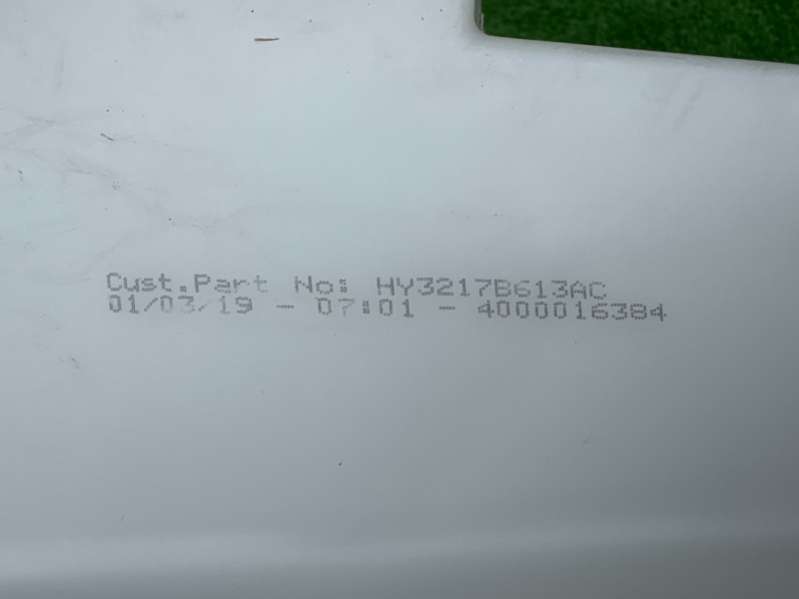 Cust.Part No: HY3217B613AC
01/03/19 - 07:01 - 4000016384